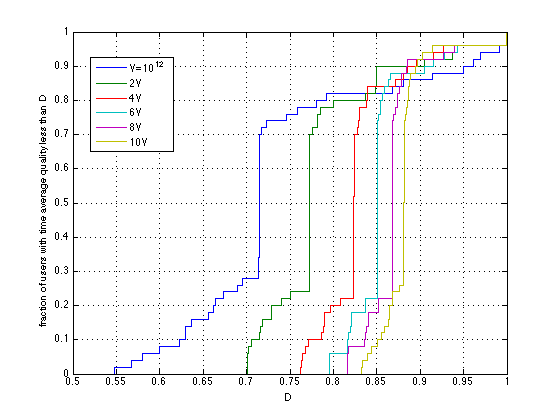 1
0.9
0.8
0.7
0.6
0.5
0.4
0.3
0.2
0.1
0
fraction of users with time average quality less than D
V=10¹²
2V
4V
6V
8V
10V
0.5 0.55 0.6 0.65 0.7 0.75 0.8 0.85 0.9 0.95 1
D